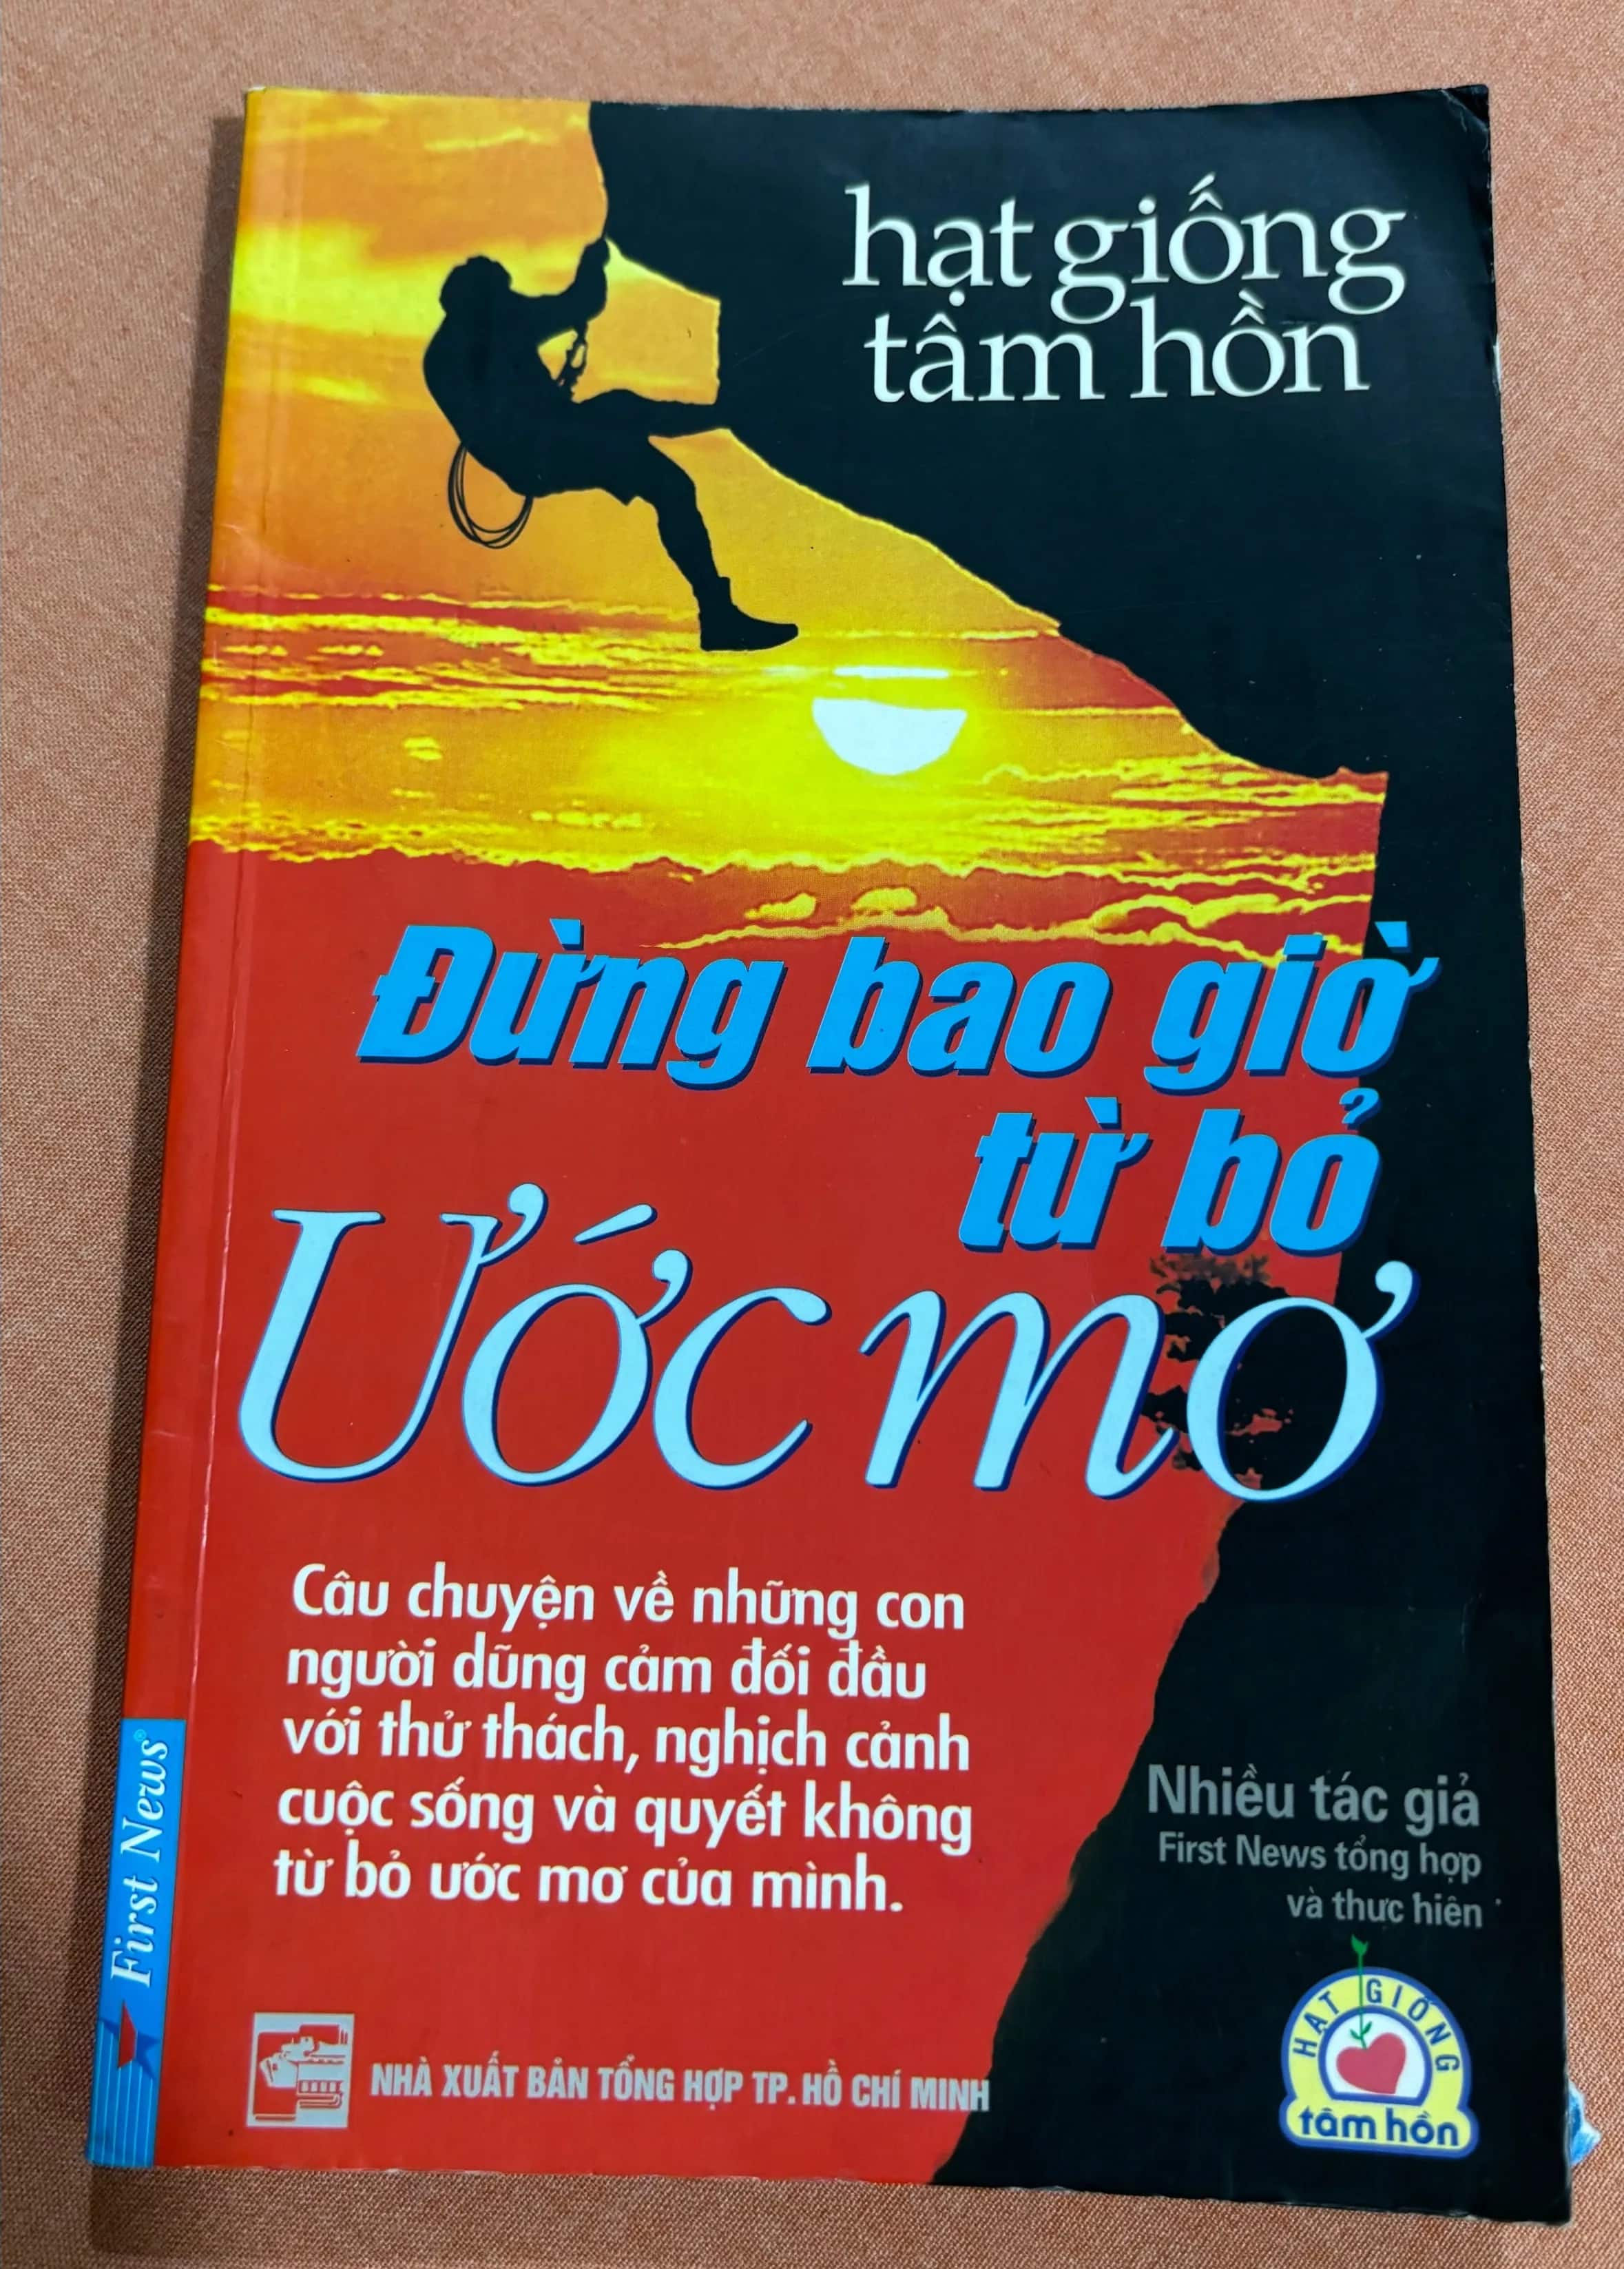 hạt giống
tâm hồn
Đừng bao giờ
từ bỏ
Ước mơ
Câu chuyện về những con
người dũng cảm đối đầu
với thử thách, nghịch cảnh
cuộc sống và quyết không
từ bỏ ước mơ của mình.
Nhiều tác giả
First News tổng hợp
và thực hiện
First News®
NHÀ XUẤT BẢN TỔNG HỢP TP. HỒ CHÍ MINH
HẠT GIỐNG
tâm hồn